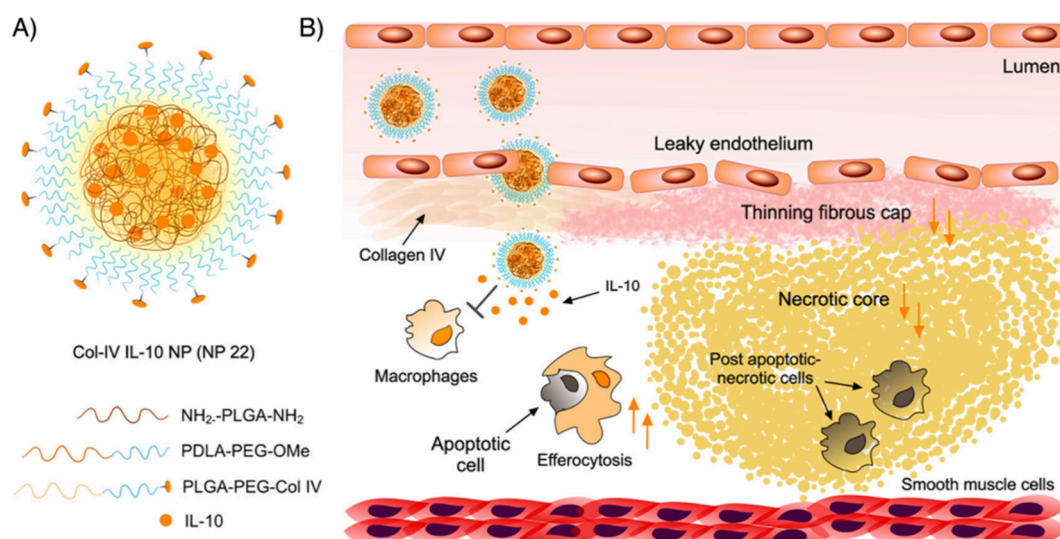 A)
Col-IV IL-10 NP (NP 22)
NH₂.-PLGA-NH₂
PDLA-PEG-OMe
PLGA-PEG-Col IV
IL-10
B)
Lumen
Leaky endothelium
Thinning fibrous cap
Collagen IV
IL-10
Necrotic core
Macrophages
Post apoptotic-
necrotic cells
Apoptotic
cell
Efferocytosis
Smooth muscle cells